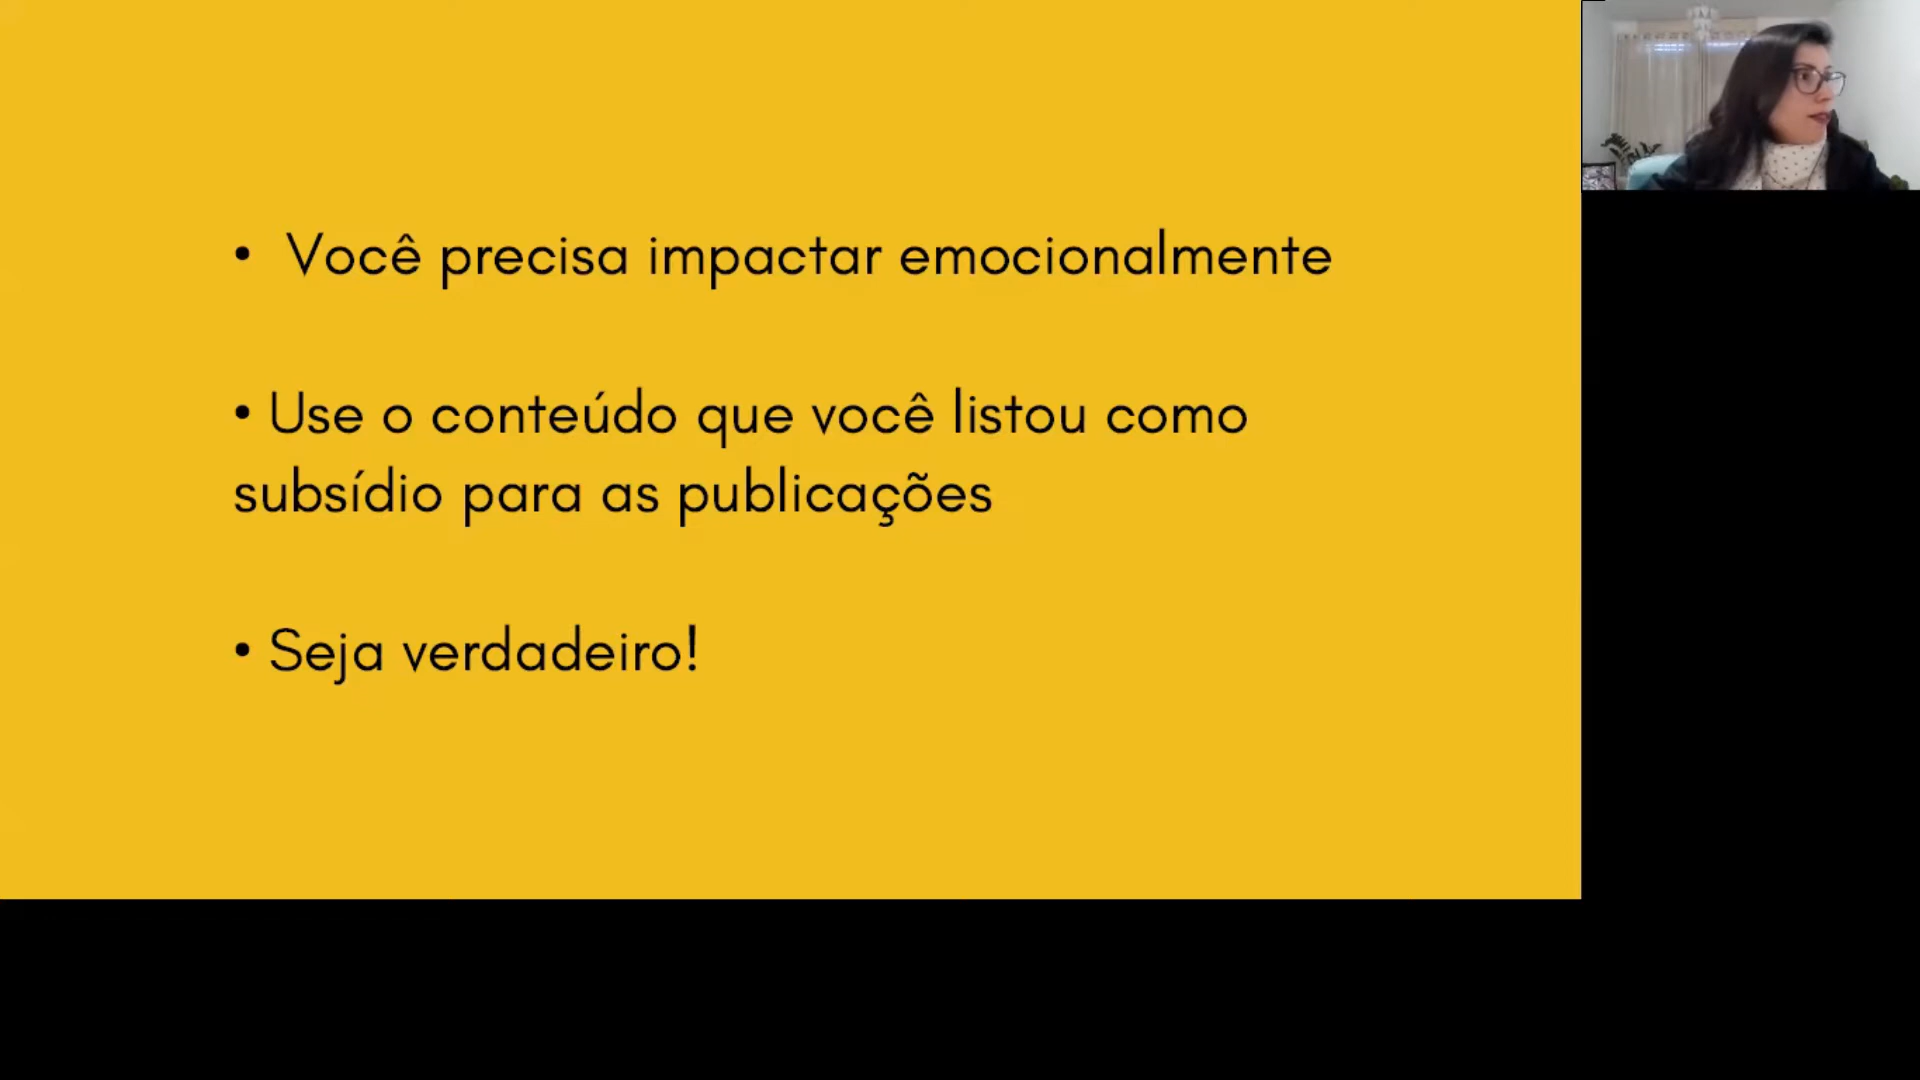 • Você precisa impactar emocionalmente
• Use o conteúdo que você listou como
subsídio para as publicações
• Seja verdadeiro!